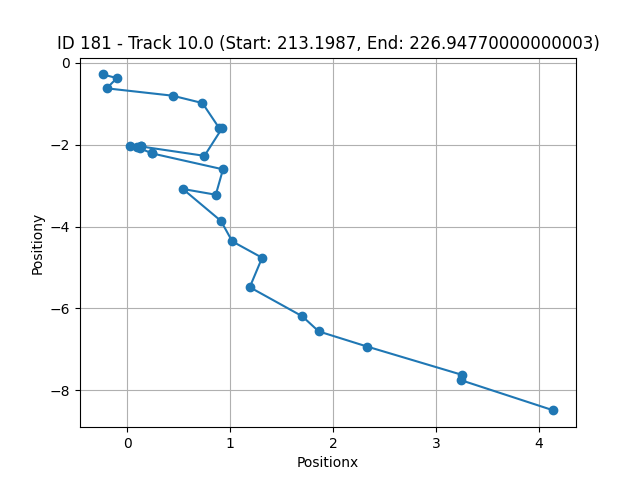 ID 181 - Track 10.0 (Start: 213.1987, End: 226.94770000000003)
0
−2
−4
−6
−8
Positiony
0 1 2 3 4
Positionx